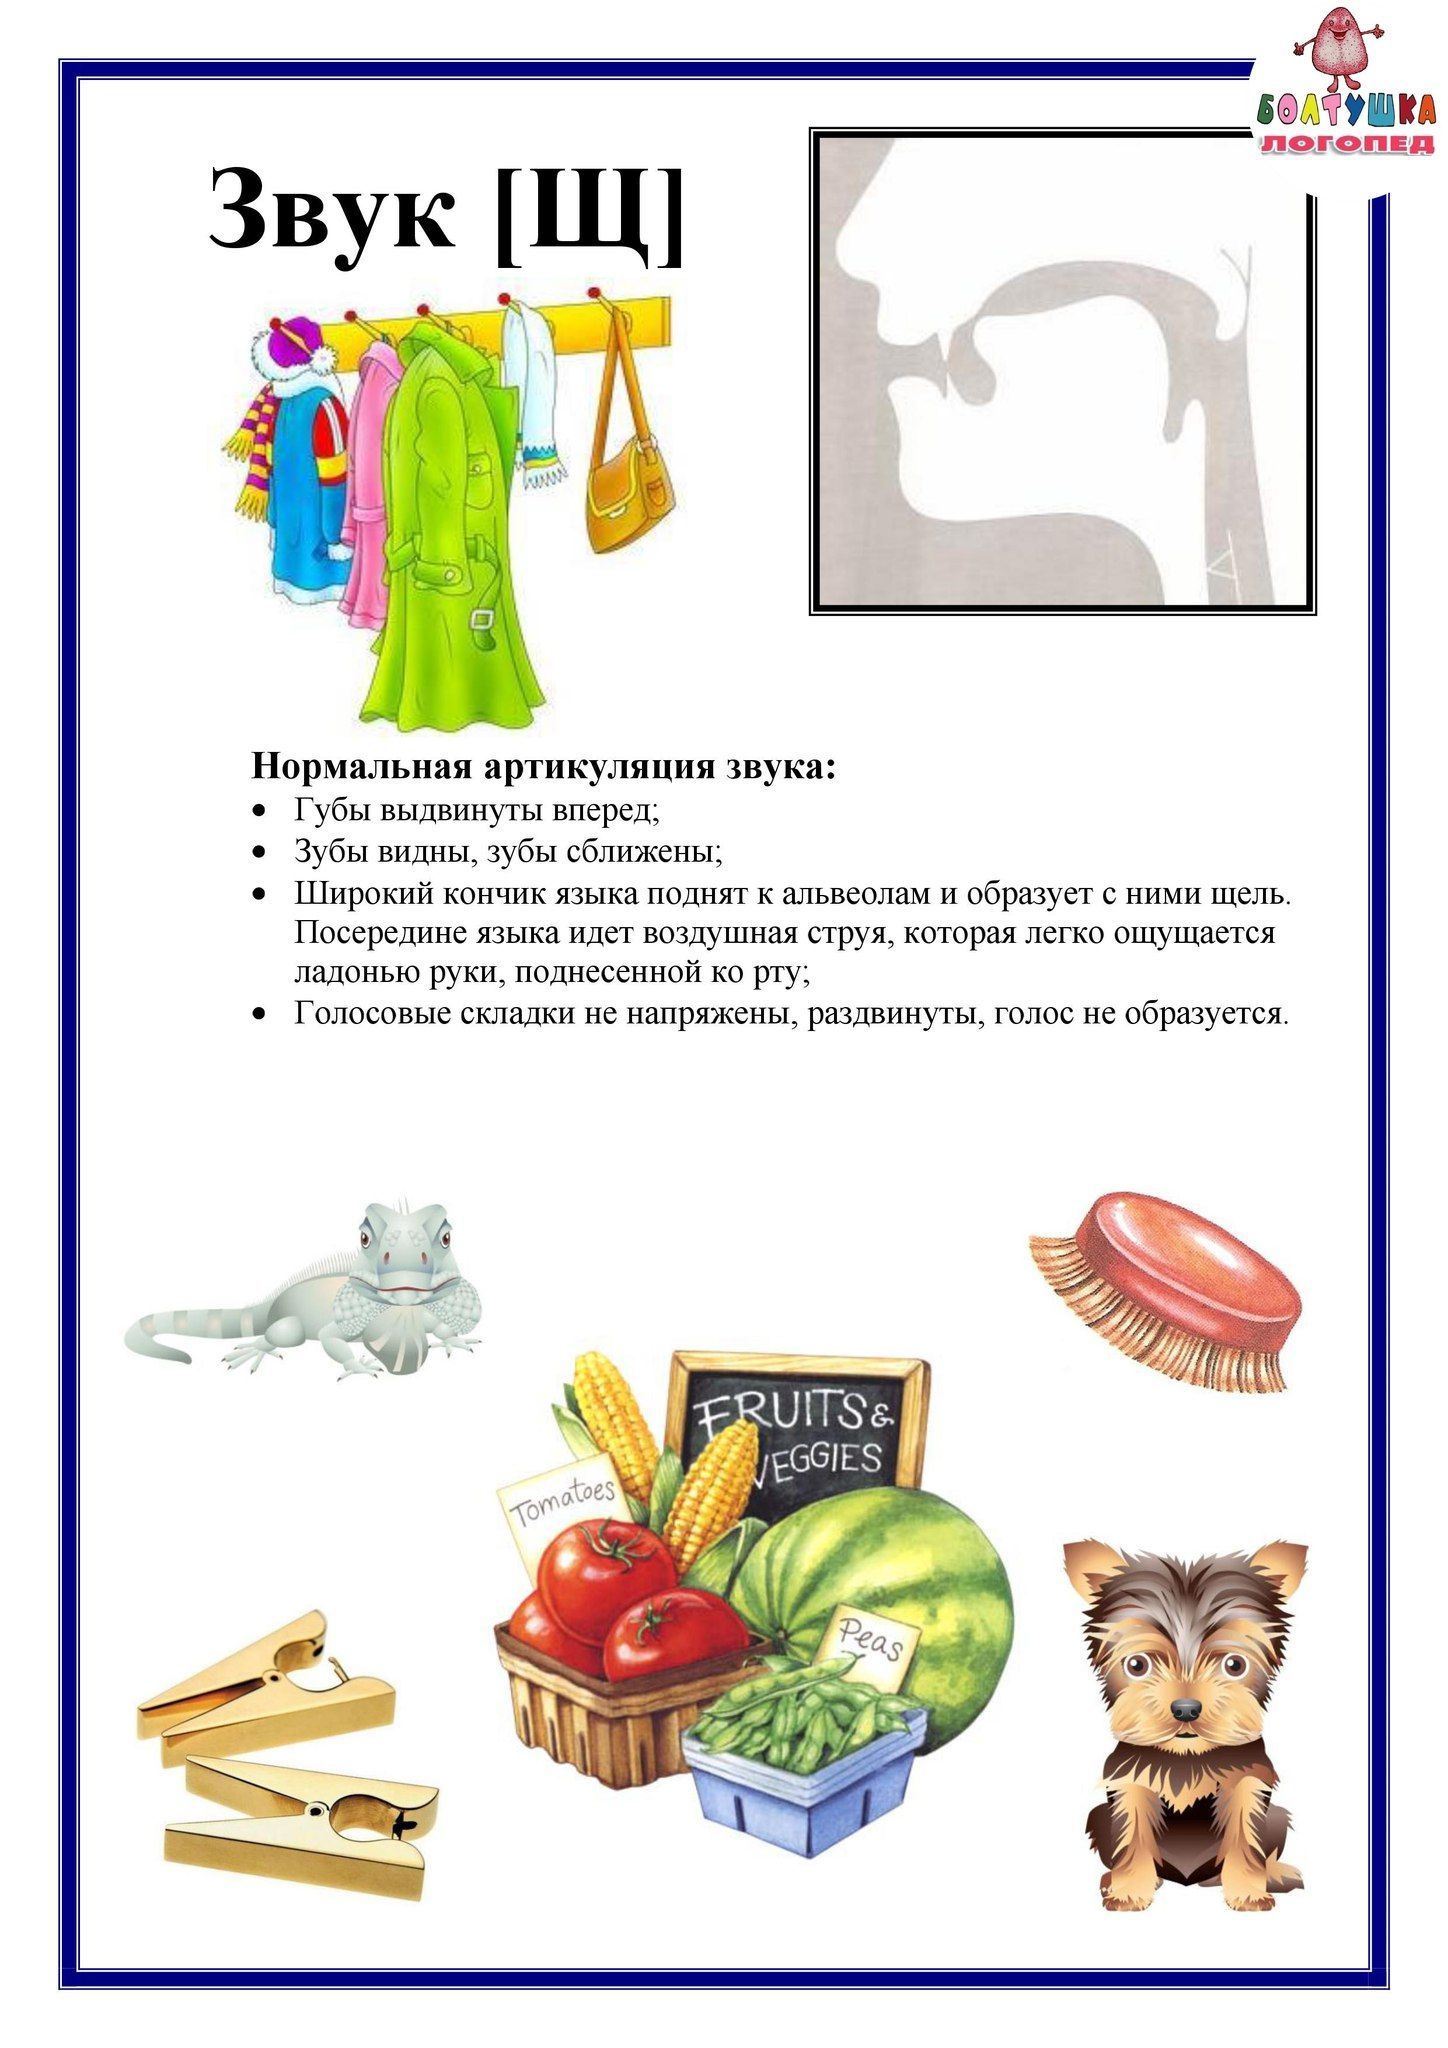 БОЛТУШКА
ЛОГОПЕД
Звук [Щ]
Нормальная артикуляция звука:
• Губы выдвинуты вперед;
• Зубы видны, зубы сближены;
• Широкий кончик языка поднят к альвеолам и образует с ними щель.
Посередине языка идет воздушная струя, которая легко ощущается
ладонью руки, поднесенной ко рту;
• Голосовые складки не напряжены, раздвинуты, голос не образуется.
FRUITS &
VEGGIES
Tomatoes
Peas